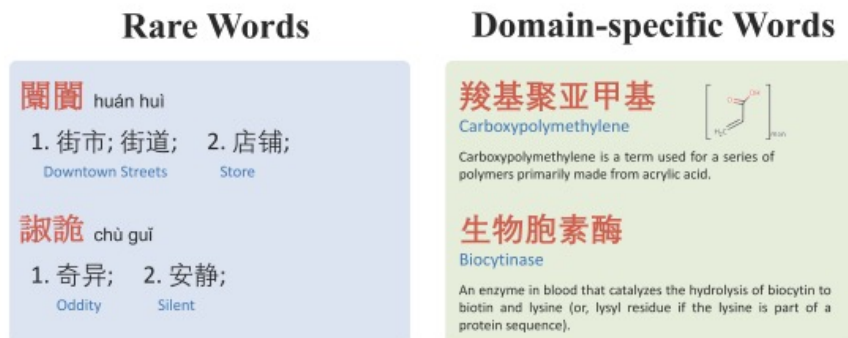 Rare Words
闤闠 huán huì
1. 街市; 街道; 2. 店铺;
Downtown Streets Store
諔詭 chù guǐ
1. 奇异; 2. 安静;
Oddity Silent
Domain-specific Words
羧基聚亚甲基
Carboxypolymethylene
Carboxypolymethylene is a term used for a series of
polymers primarily made from acrylic acid.
生物胞素酶
Biocytinase
An enzyme in blood that catalyzes the hydrolysis of biocytin to
biotin and lysine (or, lysyl residue if the lysine is part of a
protein sequence).